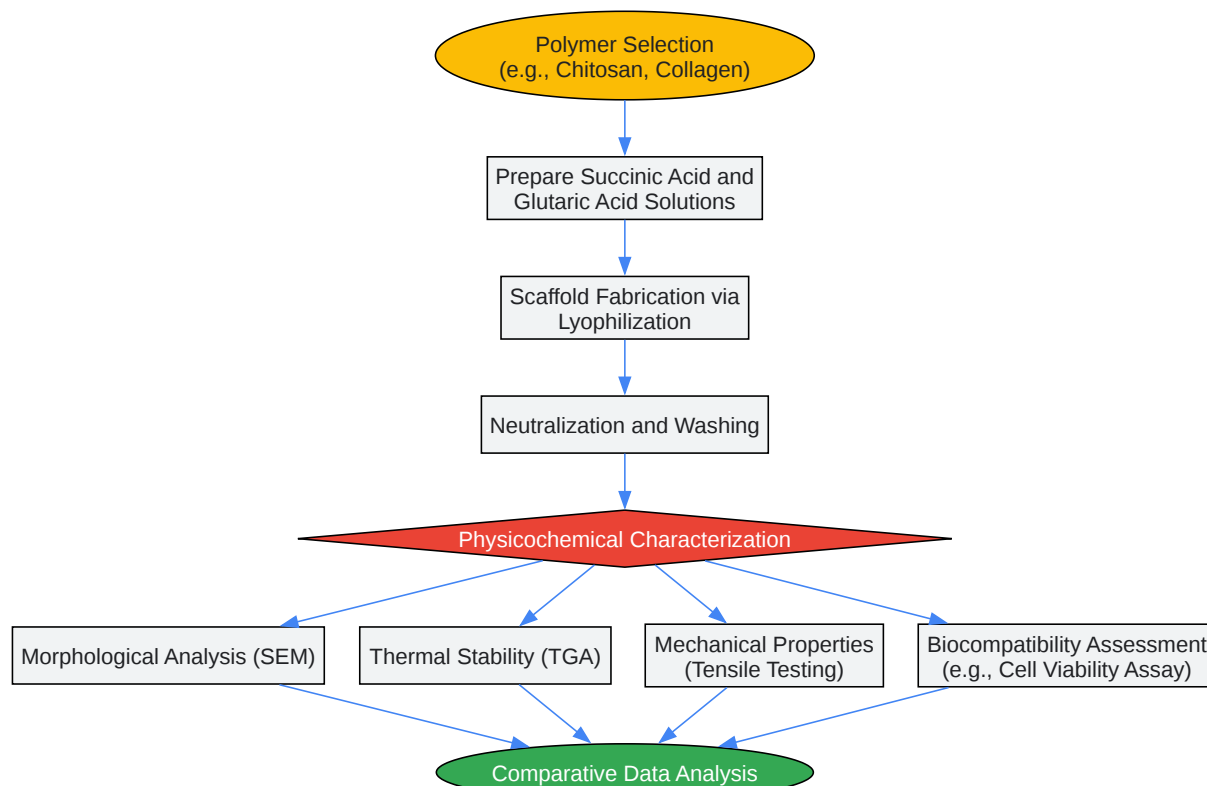 Polymer Selection
(e.g., Chitosan, Collagen)
Prepare Succinic Acid and
Glutaric Acid Solutions
Scaffold Fabrication via
Lyophilization
Neutralization and Washing
Physicochemical Characterization
Morphological Analysis (SEM)
Thermal Stability (TGA)
Mechanical Properties
(Tensile Testing)
Biocompatibility Assessment
(e.g., Cell Viability Assay)
Comparative Data Analysis